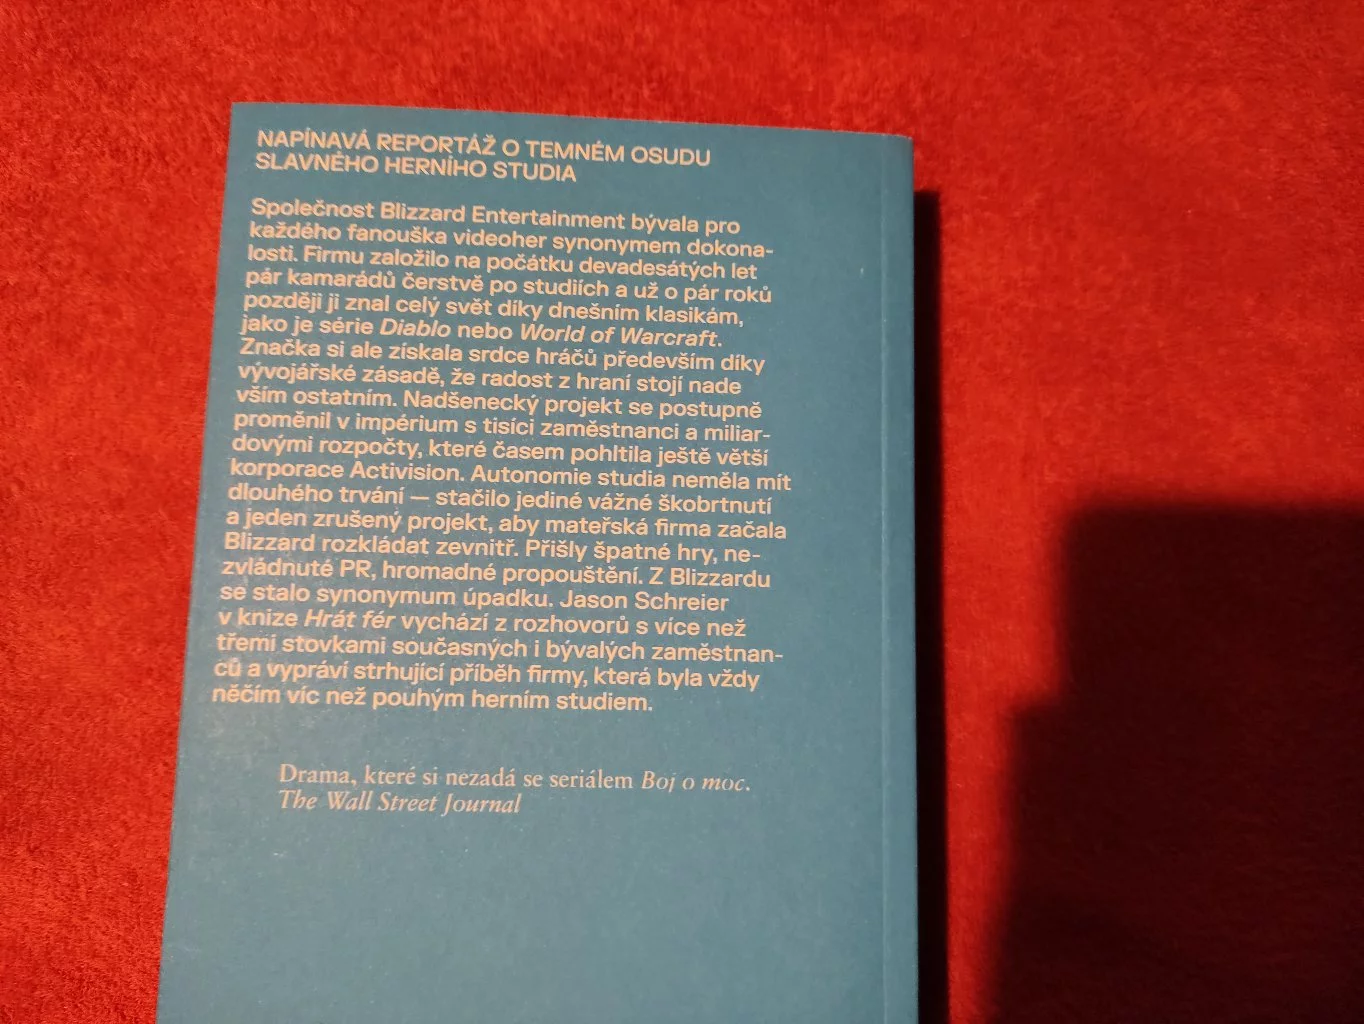 NAPÍNAVÁ REPORTÁŽ O TEMNÉM OSUDU
SLAVNÉHO HERNÍHO STUDIA
Společnost Blizzard Entertainment bývala pro
každého fanouška videoher synonymem dokona-
losti. Firmu založilo na počátku devadesátých let
pár kamarádů čerstvě po studiích a už o pár roků
později ji znal celý svět díky dnešním klasikám,
jako je série Diablo nebo World of Warcraft.
Značka si ale získala srdce hráčů především díky
vývojářské zásadě, že radost z hraní stojí nade
vším ostatním. Nadšenecký projekt se postupně
proměnil v impérium s tisíci zaměstnanci a miliar-
dovými rozpočty, které časem pohltila ještě větší
korporace Activision. Autonomie studia neměla mít
dlouhého trvání — stačilo jediné vážné škobrtnutí
a jeden zrušený projekt, aby mateřská firma začala
Blizzard rozkládat zevnitř. Přišly špatné hry, ne-
zvládnuté PR, hromadné propouštění. Z Blizzardu
se stalo synonymum úpadku. Jason Schreier
v knize Hrát fér vychází z rozhovorů s více než
třemi stovkami současných i bývalých zaměstnan-
ců a vypráví strhující příběh firmy, která byla vždy
něčím víc než pouhým herním studiem.
Drama, které si nezadá se seriálem Boj o moc.
The Wall Street Journal